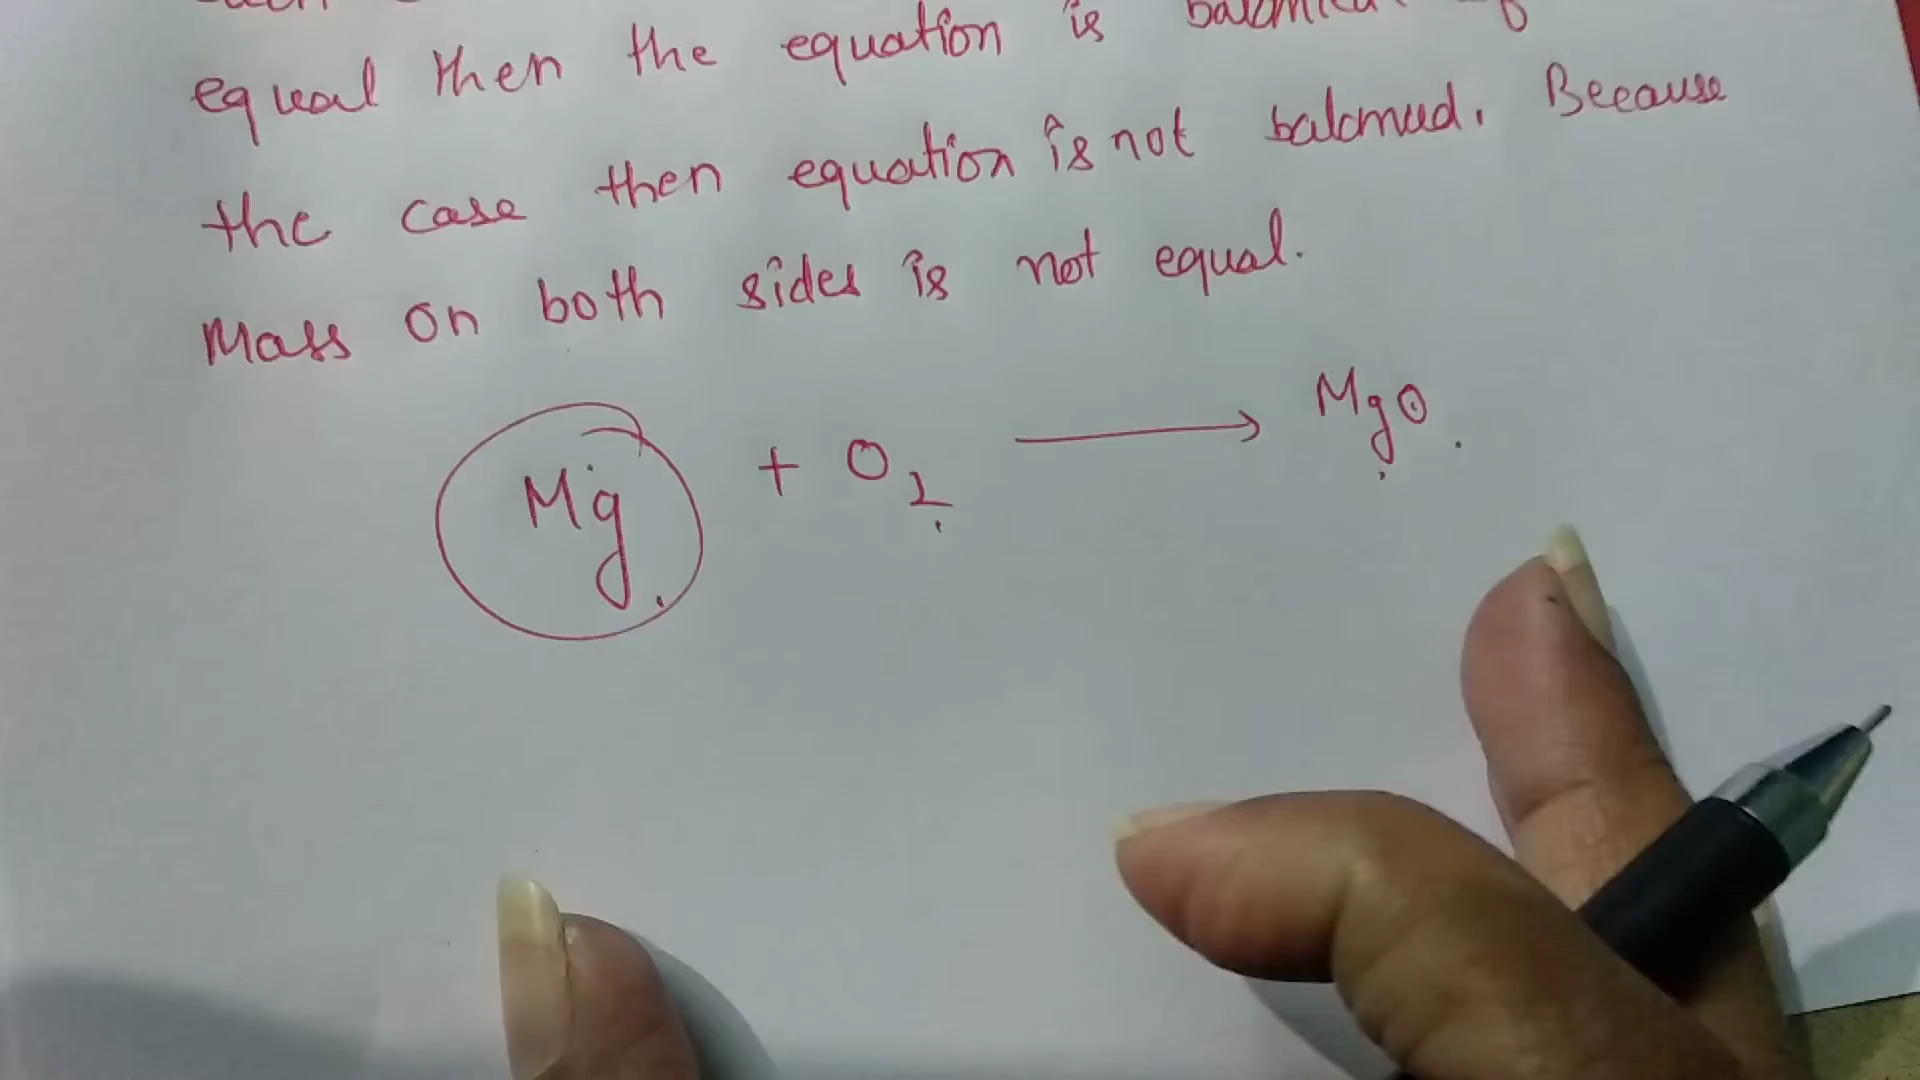 equal then the equation is
the case then equation is not balanced. Because
Mass on both sides is not equal.
Mg + O2 → MgO